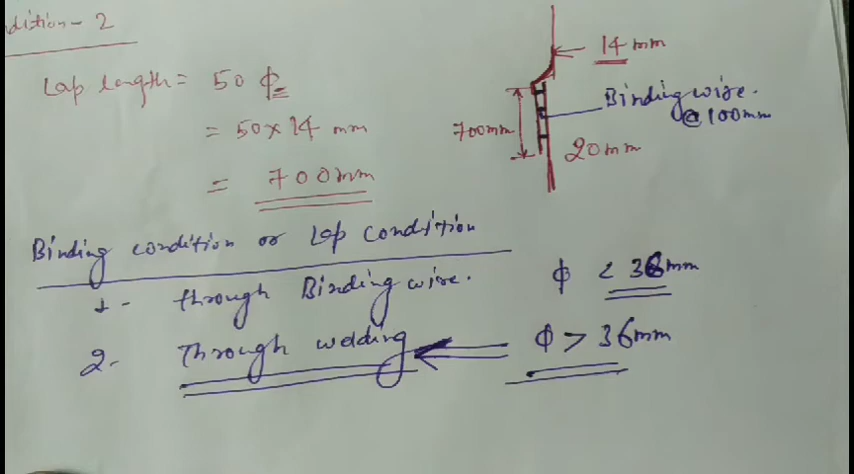 ndition - 2
Lap length = 50 ϕ
= 50 × 14 mm
= 700mm
14 mm
Binding wire.
@ 100mm
700mm
20mm
Binding condition or Lap condition
1 - through Binding wire. ϕ < 36mm
2 - Through welding ϕ > 36mm